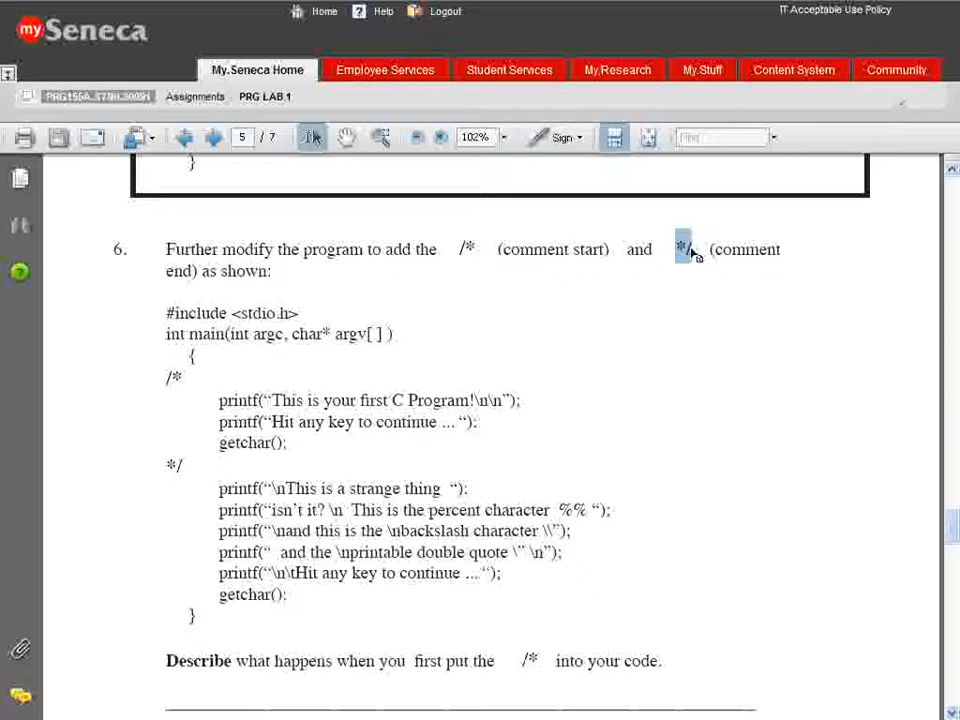 Home Help Logout IT Acceptable Use Policy
mySeneca
My.Seneca Home Employee Services Student Services My.Research My.Stuff Content System Community
PRG155A.S7NH.30091 Assignments PRG LAB 1
5 / 7 102% Sign Find
}
6. Further modify the program to add the /* (comment start) and */ (comment
end) as shown:
#include <stdio.h>
int main(int argc, char* argv[ ] )
{
/*
printf(“This is your first C Program!\n\n”);
printf(“Hit any key to continue ... “);
getchar();
*/
printf(“\nThis is a strange thing “);
printf(“isn’t it? \n This is the percent character %% “);
printf(“\nand this is the \nbackslash character \\”);
printf(“ and the \nprintable double quote \” \n”);
printf(“\n\tHit any key to continue ... “);
getchar();
}
Describe what happens when you first put the /* into your code.